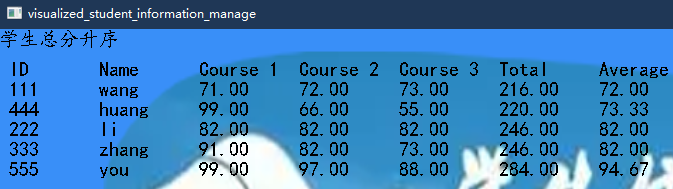 visualized_student_information_manage
学生总分升序
ID Name Course 1 Course 2 Course 3 Total Average
111 wang 71.00 72.00 73.00 216.00 72.00
444 huang 99.00 66.00 55.00 220.00 73.33
222 li 82.00 82.00 82.00 246.00 82.00
333 zhang 91.00 82.00 73.00 246.00 82.00
555 you 99.00 97.00 88.00 284.00 94.67